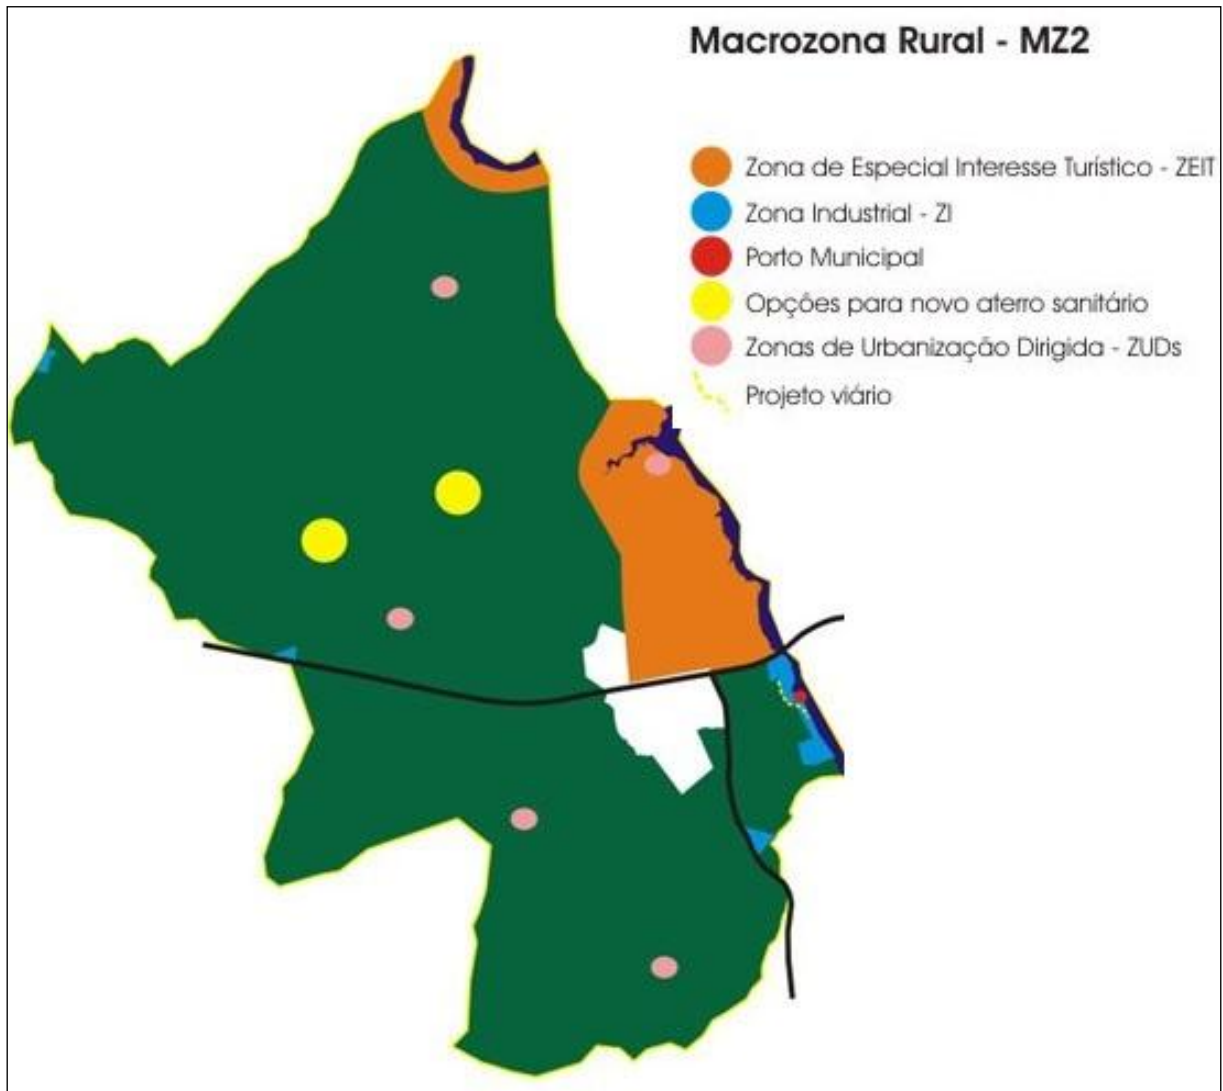 Macrozona Rural - MZ2
Zona de Especial Interesse Turístico - ZEIT
Zona Industrial - ZI
Porto Municipal
Opções para novo aterro sanitário
Zonas de Urbanização Dirigida - ZUDs
Projeto viário